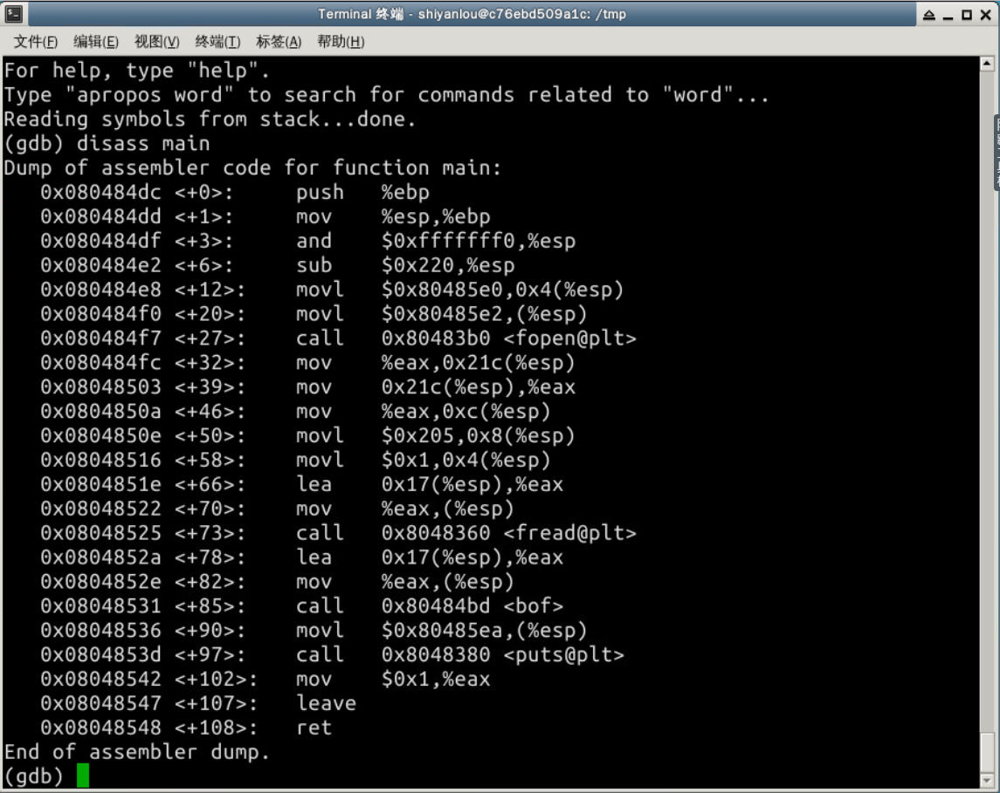 Terminal 终端 - shiyanlou@c76ebd509a1c: /tmp
文件(F) 编辑(E) 视图(V) 终端(T) 标签(A) 帮助(H)
For help, type "help".
Type "apropos word" to search for commands related to "word"...
Reading symbols from stack...done.
(gdb) disass main
Dump of assembler code for function main:
   0x080484dc <+0>:     push   %ebp
   0x080484dd <+1>:     mov    %esp,%ebp
   0x080484df <+3>:     and    $0xfffffff0,%esp
   0x080484e2 <+6>:     sub    $0x220,%esp
   0x080484e8 <+12>:    movl   $0x80485e0,0x4(%esp)
   0x080484f0 <+20>:    movl   $0x80485e2,(%esp)
   0x080484f7 <+27>:    call   0x80483b0 <fopen@plt>
   0x080484fc <+32>:    mov    %eax,0x21c(%esp)
   0x08048503 <+39>:    mov    0x21c(%esp),%eax
   0x0804850a <+46>:    mov    %eax,0xc(%esp)
   0x0804850e <+50>:    movl   $0x205,0x8(%esp)
   0x08048516 <+58>:    movl   $0x1,0x4(%esp)
   0x0804851e <+66>:    lea    0x17(%esp),%eax
   0x08048522 <+70>:    mov    %eax,(%esp)
   0x08048525 <+73>:    call   0x8048360 <fread@plt>
   0x0804852a <+78>:    lea    0x17(%esp),%eax
   0x0804852e <+82>:    mov    %eax,(%esp)
   0x08048531 <+85>:    call   0x80484bd <bof>
   0x08048536 <+90>:    movl   $0x80485ea,(%esp)
   0x0804853d <+97>:    call   0x8048380 <puts@plt>
   0x08048542 <+102>:   mov    $0x1,%eax
   0x08048547 <+107>:   leave
   0x08048548 <+108>:   ret
End of assembler dump.
(gdb)